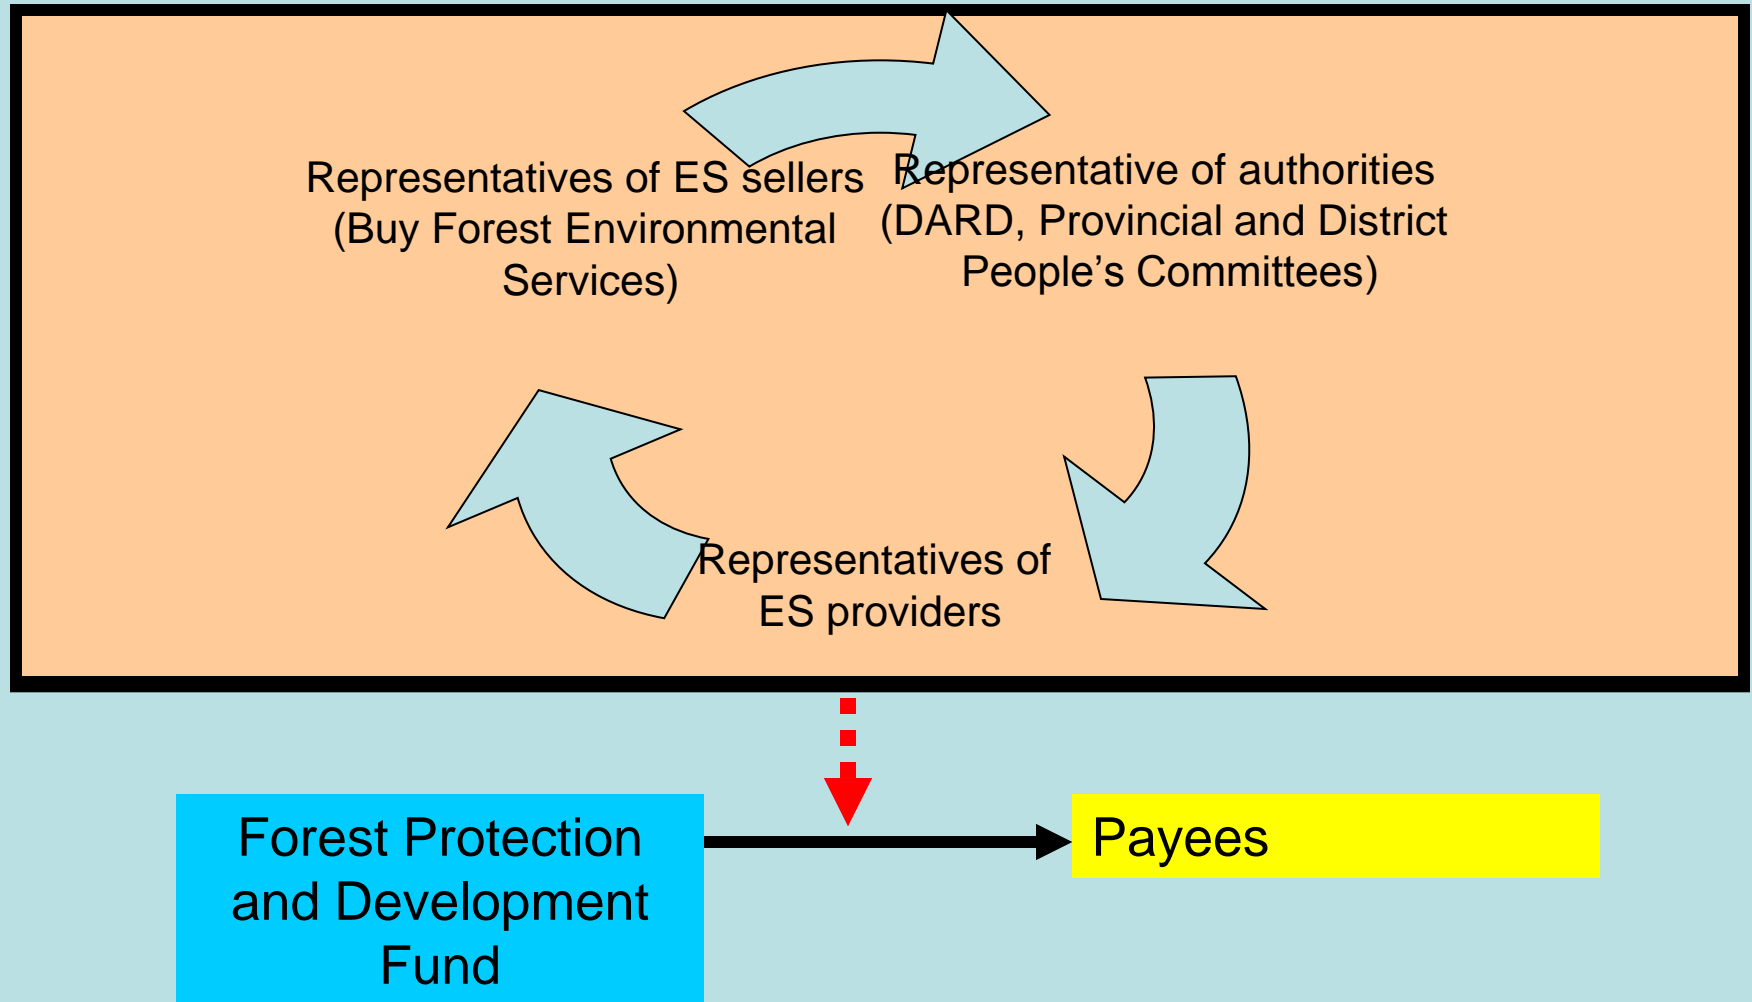 Representatives of ES sellers
(Buy Forest Environmental
Services)
Representative of authorities
(DARD, Provincial and District
People’s Committees)
Representatives of
ES providers
Forest Protection
and Development
Fund
Payees